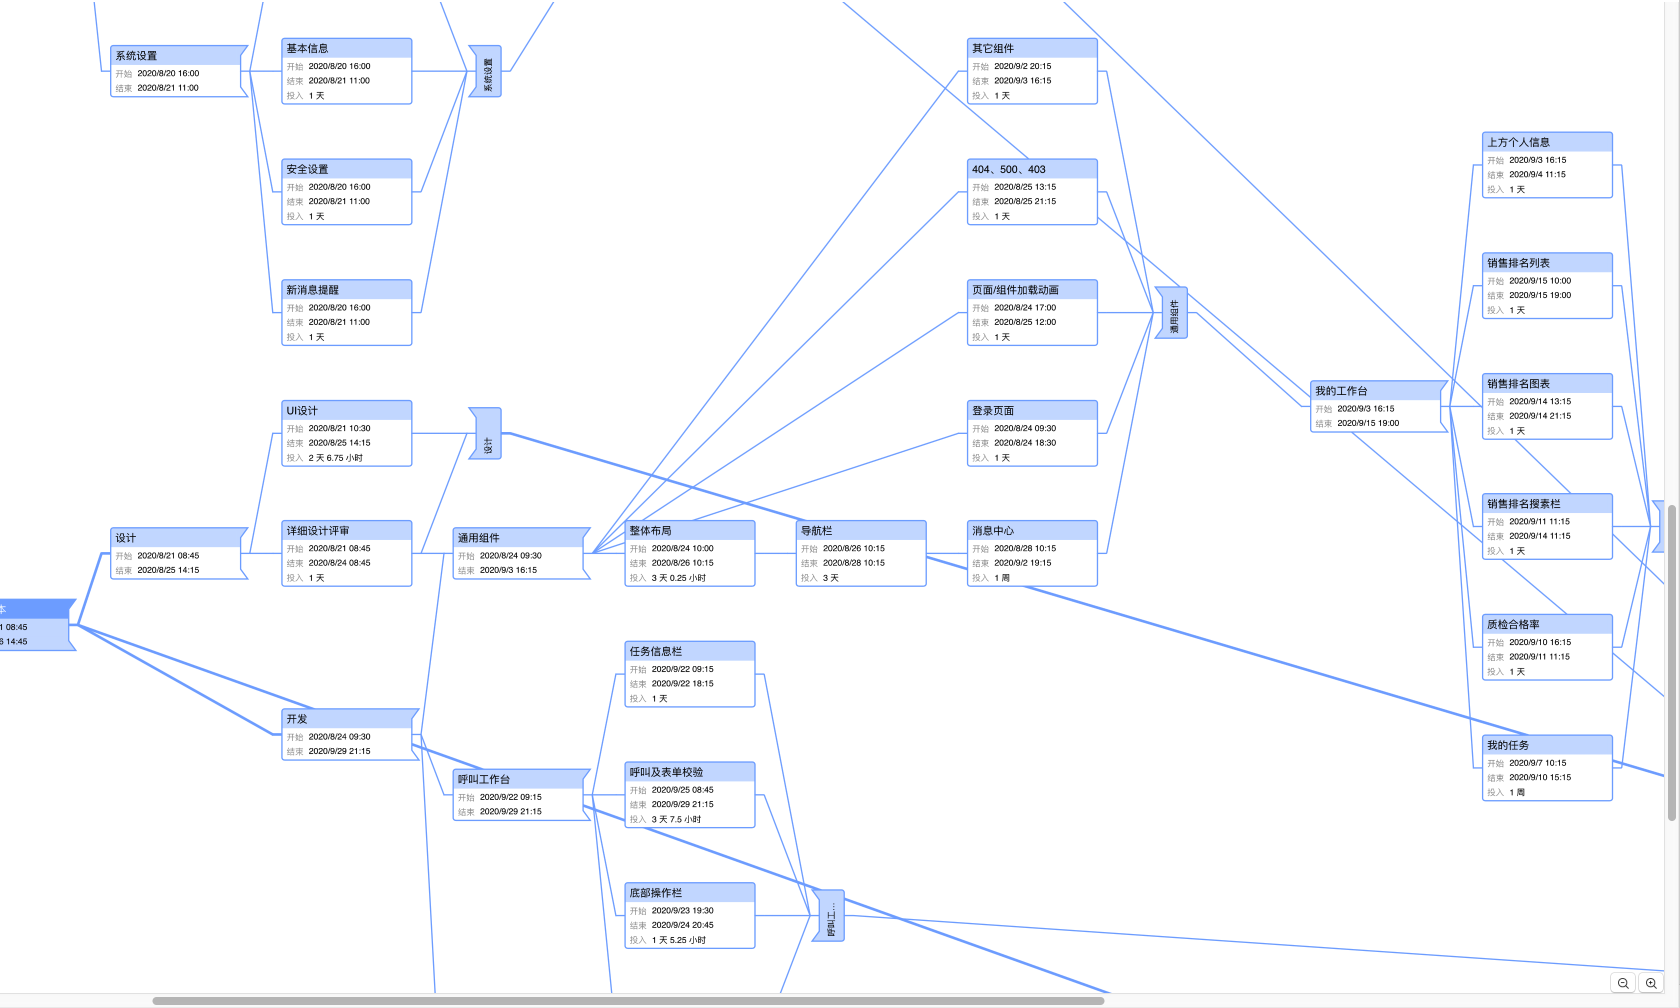 系统设置
开始 2020/8/20 16:00
结束 2020/8/21 11:00
基本信息
开始 2020/8/20 16:00
结束 2020/8/21 11:00
投入 1 天
系统设置
安全设置
开始 2020/8/20 16:00
结束 2020/8/21 11:00
投入 1 天
新消息提醒
开始 2020/8/20 16:00
结束 2020/8/21 11:00
投入 1 天
其它组件
开始 2020/9/2 20:15
结束 2020/9/3 16:15
投入 1 天
404、500、403
开始 2020/8/25 13:15
结束 2020/8/25 21:15
投入 1 天
页面/组件加载动画
开始 2020/8/24 17:00
结束 2020/8/25 12:00
投入 1 天
通用组件
登录页面
开始 2020/8/24 09:30
结束 2020/8/24 18:30
投入 1 天
上方个人信息
开始 2020/9/3 16:15
结束 2020/9/4 11:15
投入 1 天
销售排名列表
开始 2020/9/15 10:00
结束 2020/9/15 19:00
投入 1 天
我的工作台
开始 2020/9/3 16:15
结束 2020/9/15 19:00
销售排名图表
开始 2020/9/14 13:15
结束 2020/9/14 21:15
投入 1 天
销售排名搜素栏
开始 2020/9/11 11:15
结束 2020/9/14 11:15
投入 1 天
质检合格率
开始 2020/9/10 16:15
结束 2020/9/11 11:15
投入 1 天
我的任务
开始 2020/9/7 10:15
结束 2020/9/10 15:15
投入 1 周
UI设计
开始 2020/8/21 10:30
结束 2020/8/25 14:15
投入 2 天 6.75 小时
设计
设计
开始 2020/8/21 08:45
结束 2020/8/25 14:15
详细设计评审
开始 2020/8/21 08:45
结束 2020/8/24 08:45
投入 1 天
通用组件
开始 2020/8/24 09:30
结束 2020/9/3 16:15
整体布局
开始 2020/8/24 10:00
结束 2020/8/26 10:15
投入 3 天 0.25 小时
导航栏
开始 2020/8/26 10:15
结束 2020/8/28 10:15
投入 3 天
消息中心
开始 2020/8/28 10:15
结束 2020/9/2 19:15
投入 1 周
本
1 08:45
6 14:45
开发
开始 2020/8/24 09:30
结束 2020/9/29 21:15
呼叫工作台
开始 2020/9/22 09:15
结束 2020/9/29 21:15
任务信息栏
开始 2020/9/22 09:15
结束 2020/9/22 18:15
投入 1 天
呼叫及表单校验
开始 2020/9/25 08:45
结束 2020/9/29 21:15
投入 3 天 7.5 小时
底部操作栏
开始 2020/9/23 19:30
结束 2020/9/24 20:45
投入 1 天 5.25 小时
呼叫工...